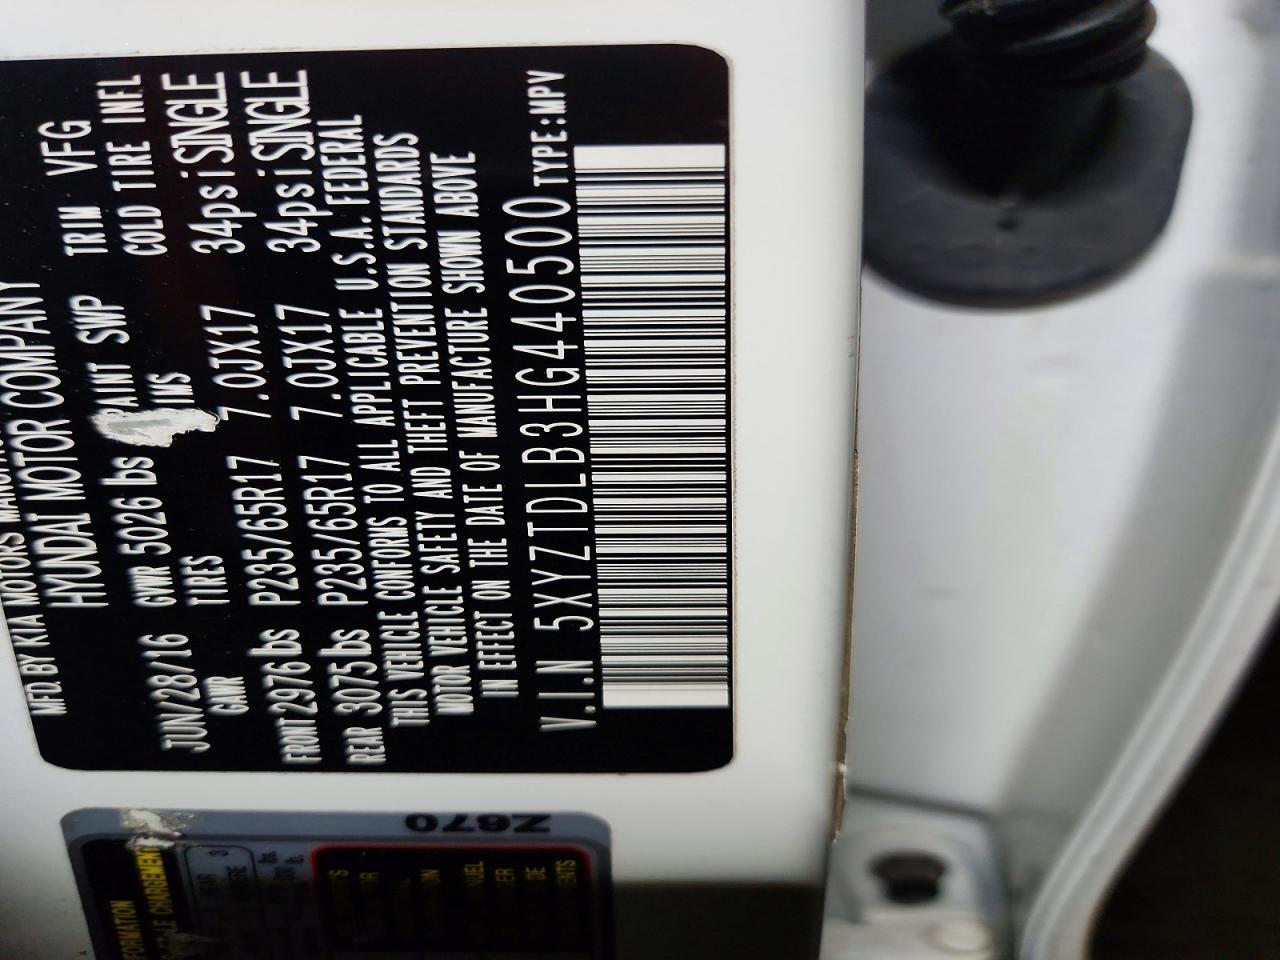 MFD. BY KIA MOTORS
HYUNDAI MOTOR COMPANY
TRIM VFG
JUN/28/16 GVWR 5026 lbs PAINT SWP
COLD TIRE INFL
GAWR TIRES
FRONT 2976 lbs P235/65R17 7.0JX17 34psi SINGLE
REAR 3075 lbs P235/65R17 7.0JX17 34psi SINGLE
THIS VEHICLE CONFORMS TO ALL APPLICABLE U.S.A. FEDERAL
MOTOR VEHICLE SAFETY AND THEFT PREVENTION STANDARDS
IN EFFECT ON THE DATE OF MANUFACTURE SHOWN ABOVE
V.I.N 5XYZTDLB3HG440500 TYPE:MPV
Z670